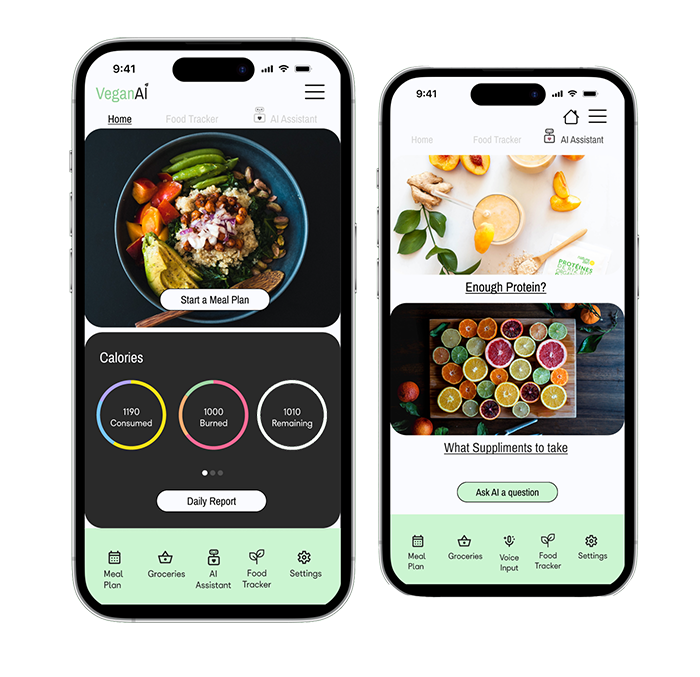 9:41
VeganAI
Home Food Tracker AI Assistant
Start a Meal Plan
Calories
1190 Consumed
1000 Burned
1010 Remaining
Daily Report
Meal Plan
Groceries
AI Assistant
Food Tracker
Settings
9:41
Home Food Tracker AI Assistant
PROTÉINES
Enough Protein?
What Suppliments to take
Ask AI a question
Meal Plan
Groceries
Voice Input
Food Tracker
Settings